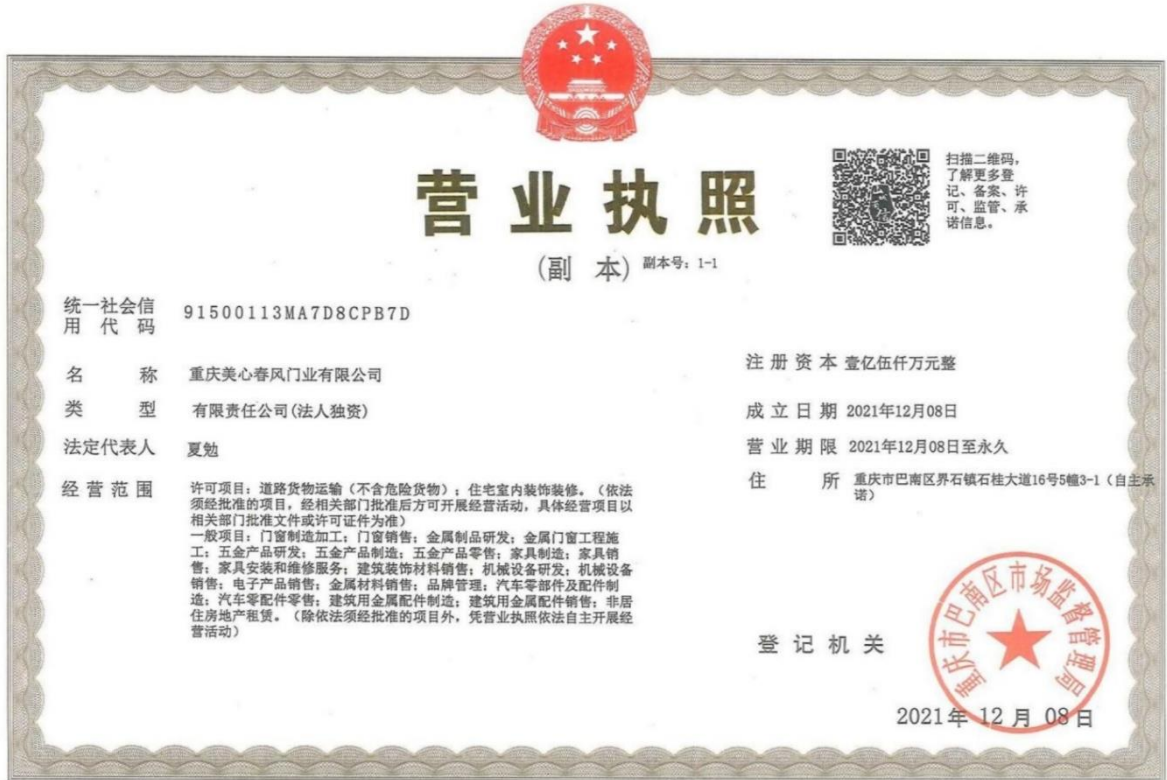 营业执照
(副 本) 副本号：1-1
扫描二维码，
了解更多登
记、备案、许
可、监管、承
诺信息。
统一社会信
用代码
91500113MA7D8CPB7D
名 称 重庆美心春风门业有限公司
类 型 有限责任公司(法人独资)
法定代表人 夏勉
经营范围 许可项目：道路货物运输（不含危险货物）；住宅室内装饰装修。（依法
须经批准的项目，经相关部门批准后方可开展经营活动，具体经营项目以
相关部门批准文件或许可证件为准）
一般项目：门窗制造加工；门窗销售；金属制品研发；金属门窗工程施
工；五金产品研发；五金产品制造；五金产品零售；家具制造；家具销
售；家具安装和维修服务；建筑装饰材料销售；机械设备研发；机械设备
销售；电子产品销售；金属材料销售；品牌管理；汽车零部件及配件制
造；汽车零配件零售；建筑用金属配件制造；建筑用金属配件销售；非居
住房地产租赁。（除依法须经批准的项目外，凭营业执照依法自主开展经
营活动）
注册资本 壹亿伍仟万元整
成立日期 2021年12月08日
营业期限 2021年12月08日至永久
住 所 重庆市巴南区界石镇石桂大道16号5幢3-1（自主承
诺）
登记机关
重庆市巴南区市场监督管理局
2021年 12月 08日